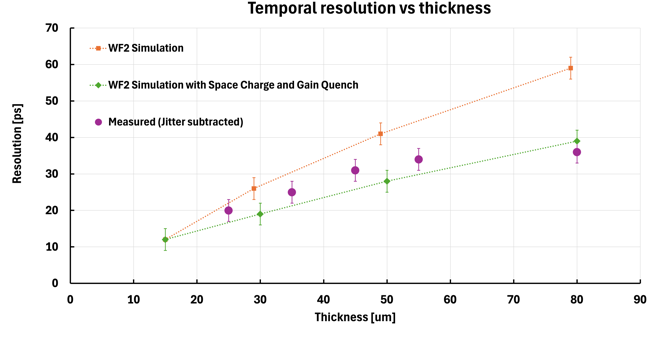 Temporal resolution vs thickness
70
60
50
40
30
20
10
0
Resolution [ps]
WF2 Simulation
WF2 Simulation with Space Charge and Gain Quench
Measured (Jitter subtracted)
0 10 20 30 40 50 60 70 80 90
Thickness [um]